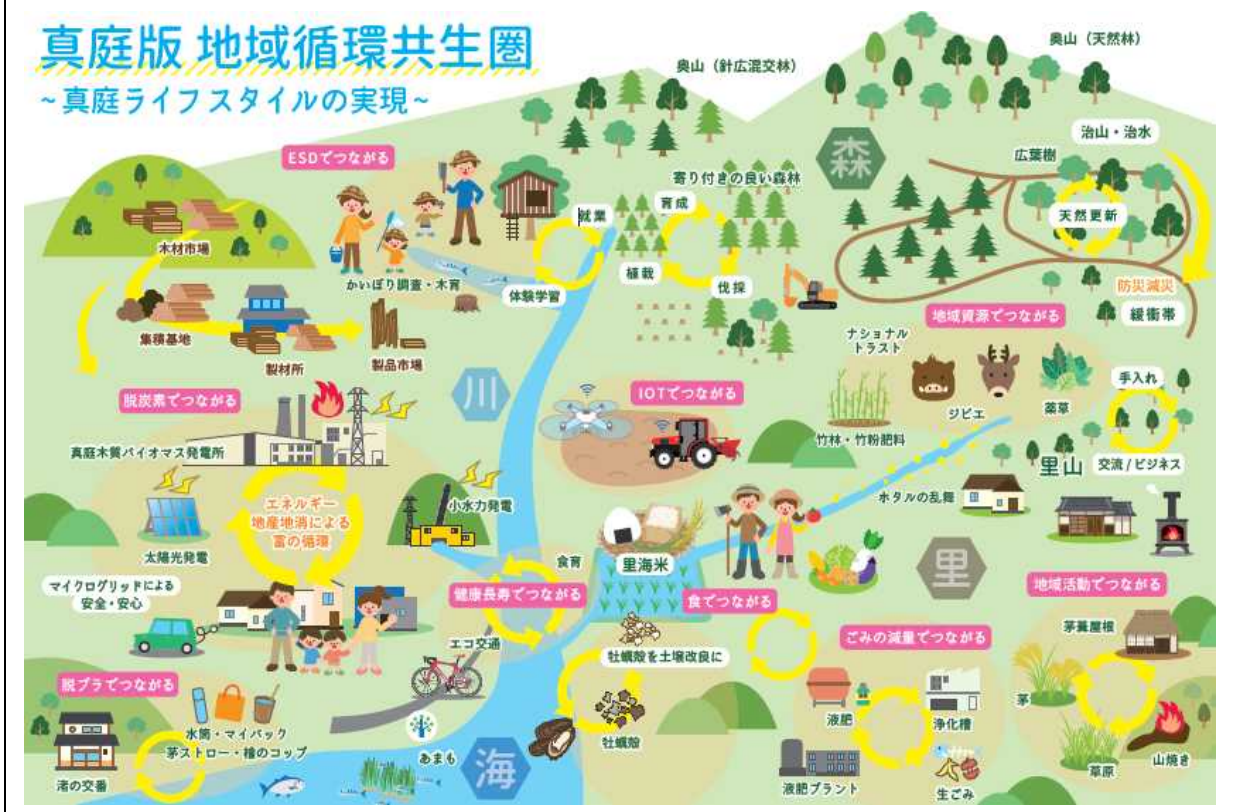 真庭版 地域循環共生圏
~真庭ライフスタイルの実現~
奥山（針広混交林）
奥山（天然林）
森
治山・治水
広葉樹
天然更新
防災減災
緩衝帯
ESDでつながる
就業
体験学習
かいぼり調査・木育
寄り付きの良い森林
育成
植栽
伐採
木材市場
集積基地
製材所
製品市場
地域資源でつながる
ナショナル
トラスト
竹林・竹粉肥料
ジビエ
薬草
手入れ
交流/ビジネス
里山
川
IOTでつながる
脱炭素でつながる
真庭木質バイオマス発電所
エネルギー
地産地消による
富の循環
小水力発電
太陽光発電
マイクログリッドによる
安全・安心
ホタルの乱舞
里
里海米
食育
健康長寿でつながる
食でつながる
エコ交通
牡蠣殻を土壌改良に
牡蠣殻
ごみの減量でつながる
液肥
浄化槽
液肥プラント
生ごみ
地域活動でつながる
茅葺屋根
茅
草原
山焼き
脱プラでつながる
水筒・マイバック
茅ストロー・檜のコップ
渚の交番
あまも
海